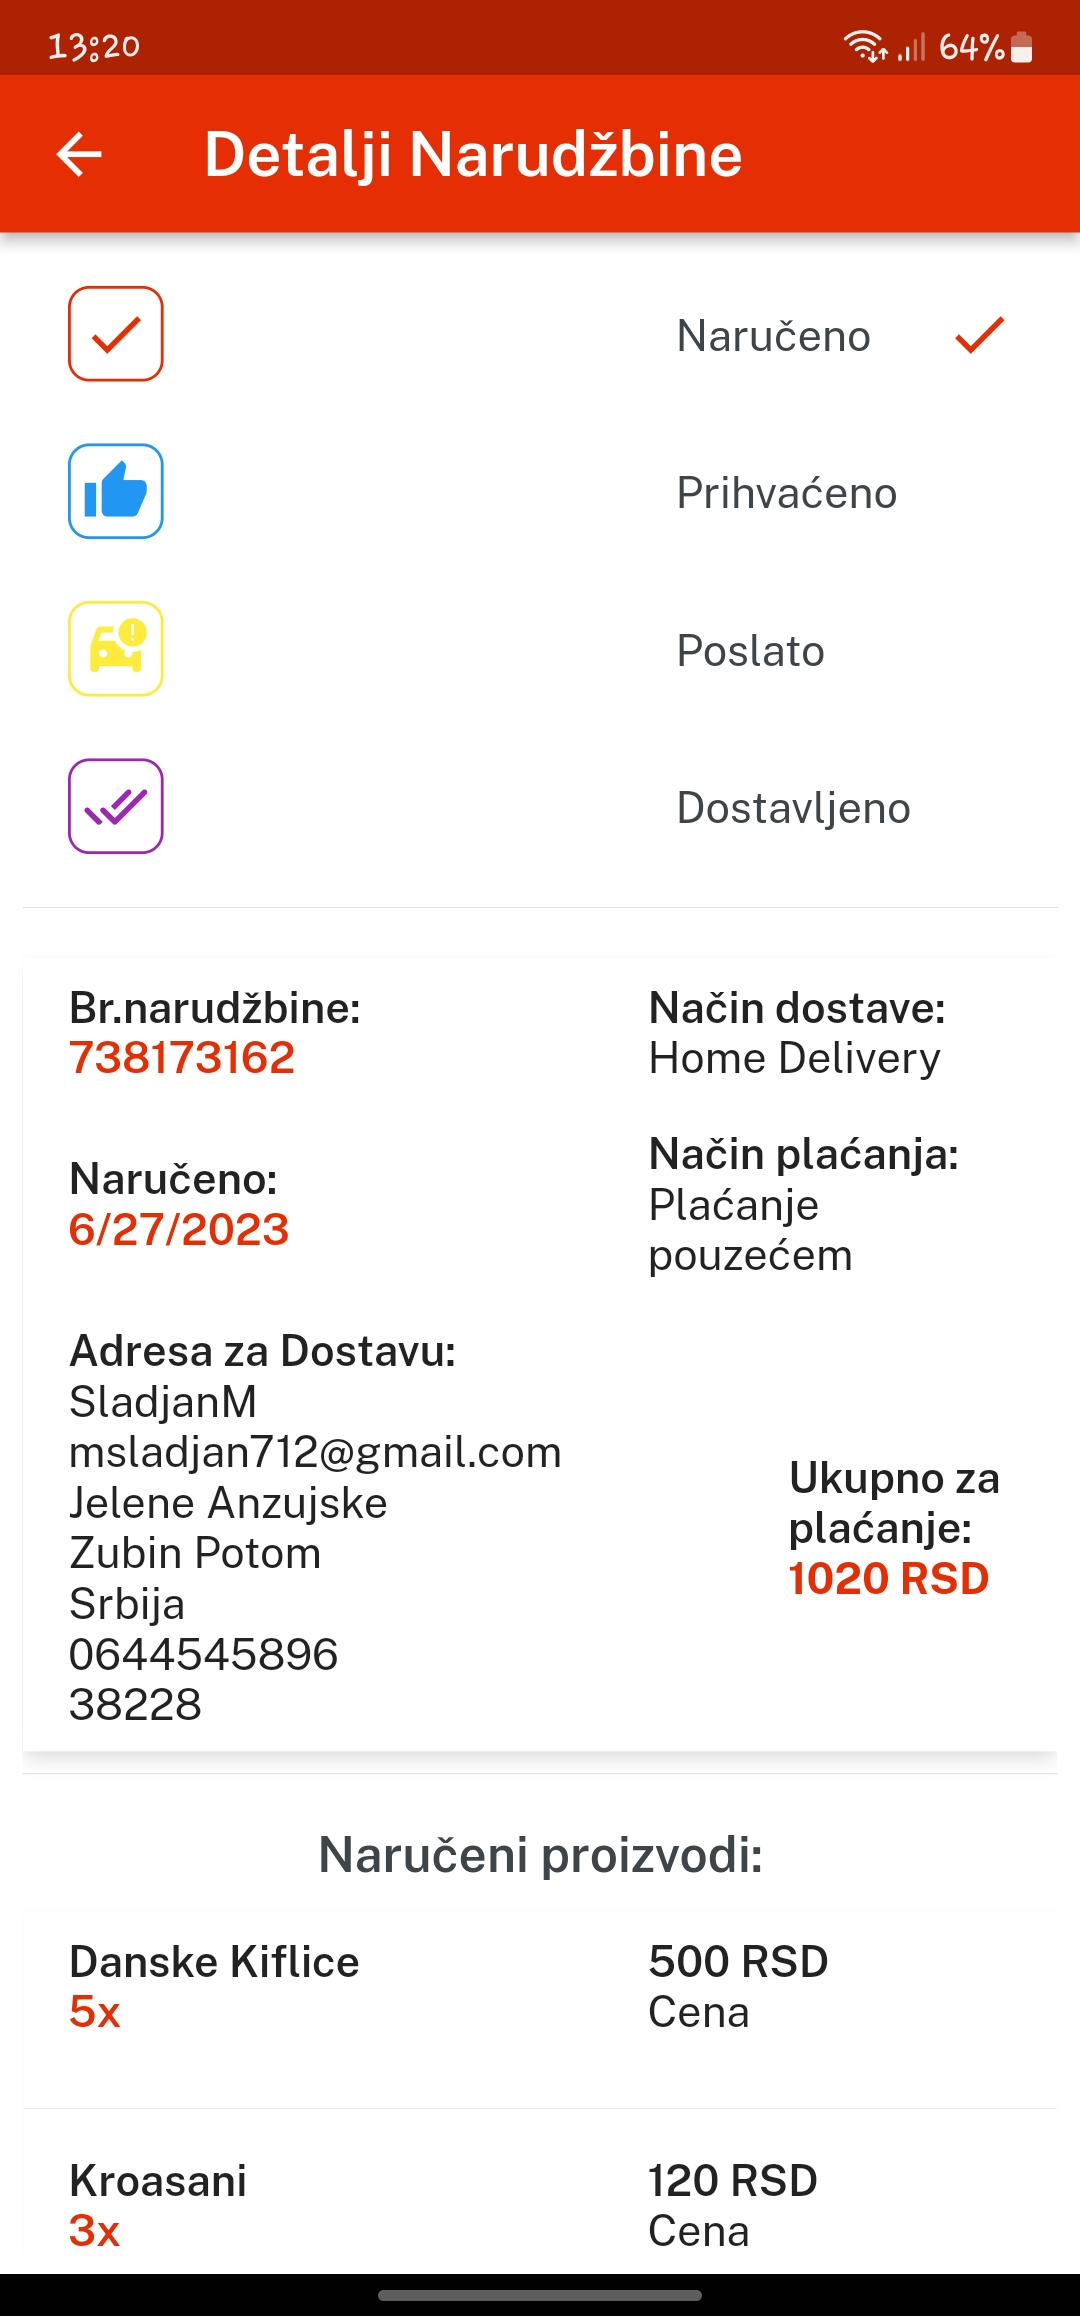 13:20
64%
Detalji Narudžbine
Naručeno
Prihvaćeno
Poslato
Dostavljeno
Br.narudžbine:
738173162
Način dostave:
Home Delivery
Naručeno:
6/27/2023
Način plaćanja:
Plaćanje
pouzećem
Adresa za Dostavu:
SladjanM
msladjan712@gmail.com
Jelene Anzujske
Zubin Potom
Srbija
0644545896
38228
Ukupno za
plaćanje:
1020 RSD
Naručeni proizvodi:
Danske Kiflice
5x
500 RSD
Cena
Kroasani
3x
120 RSD
Cena